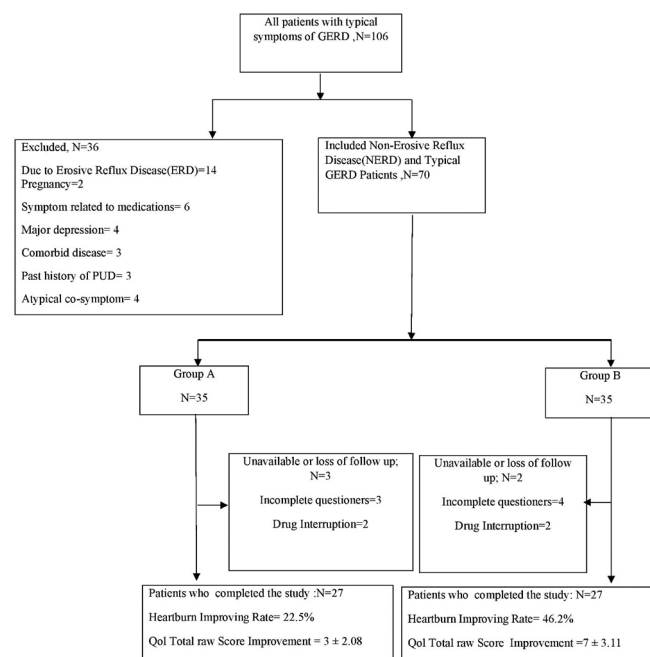 All patients with typical
symptoms of GERD ,N=106
Excluded, N=36
Due to Erosive Reflux Disease(ERD)=14
Pregnancy=2
Symptom related to medications= 6
Major depression= 4
Comorbid disease= 3
Past history of PUD= 3
Atypical co-symptom= 4
Included Non-Erosive Reflux
Disease(NERD) and Typical
GERD Patients ,N=70
Group A
N=35
Group B
N=35
Unavailable or loss of follow up;
N=3
Incomplete questioners=3
Drug Interruption=2
Unavailable or loss of follow
up; N=2
Incomplete questioners=4
Drug Interruption=2
Patients who completed the study :N=27
Heartburn Improving Rate= 22.5%
Qol Total raw Score Improvement = 3 ± 2.08
Patients who completed the study: N=27
Heartburn Improving Rate= 46.2%
Qol Total raw Score Improvement =7 ± 3.11